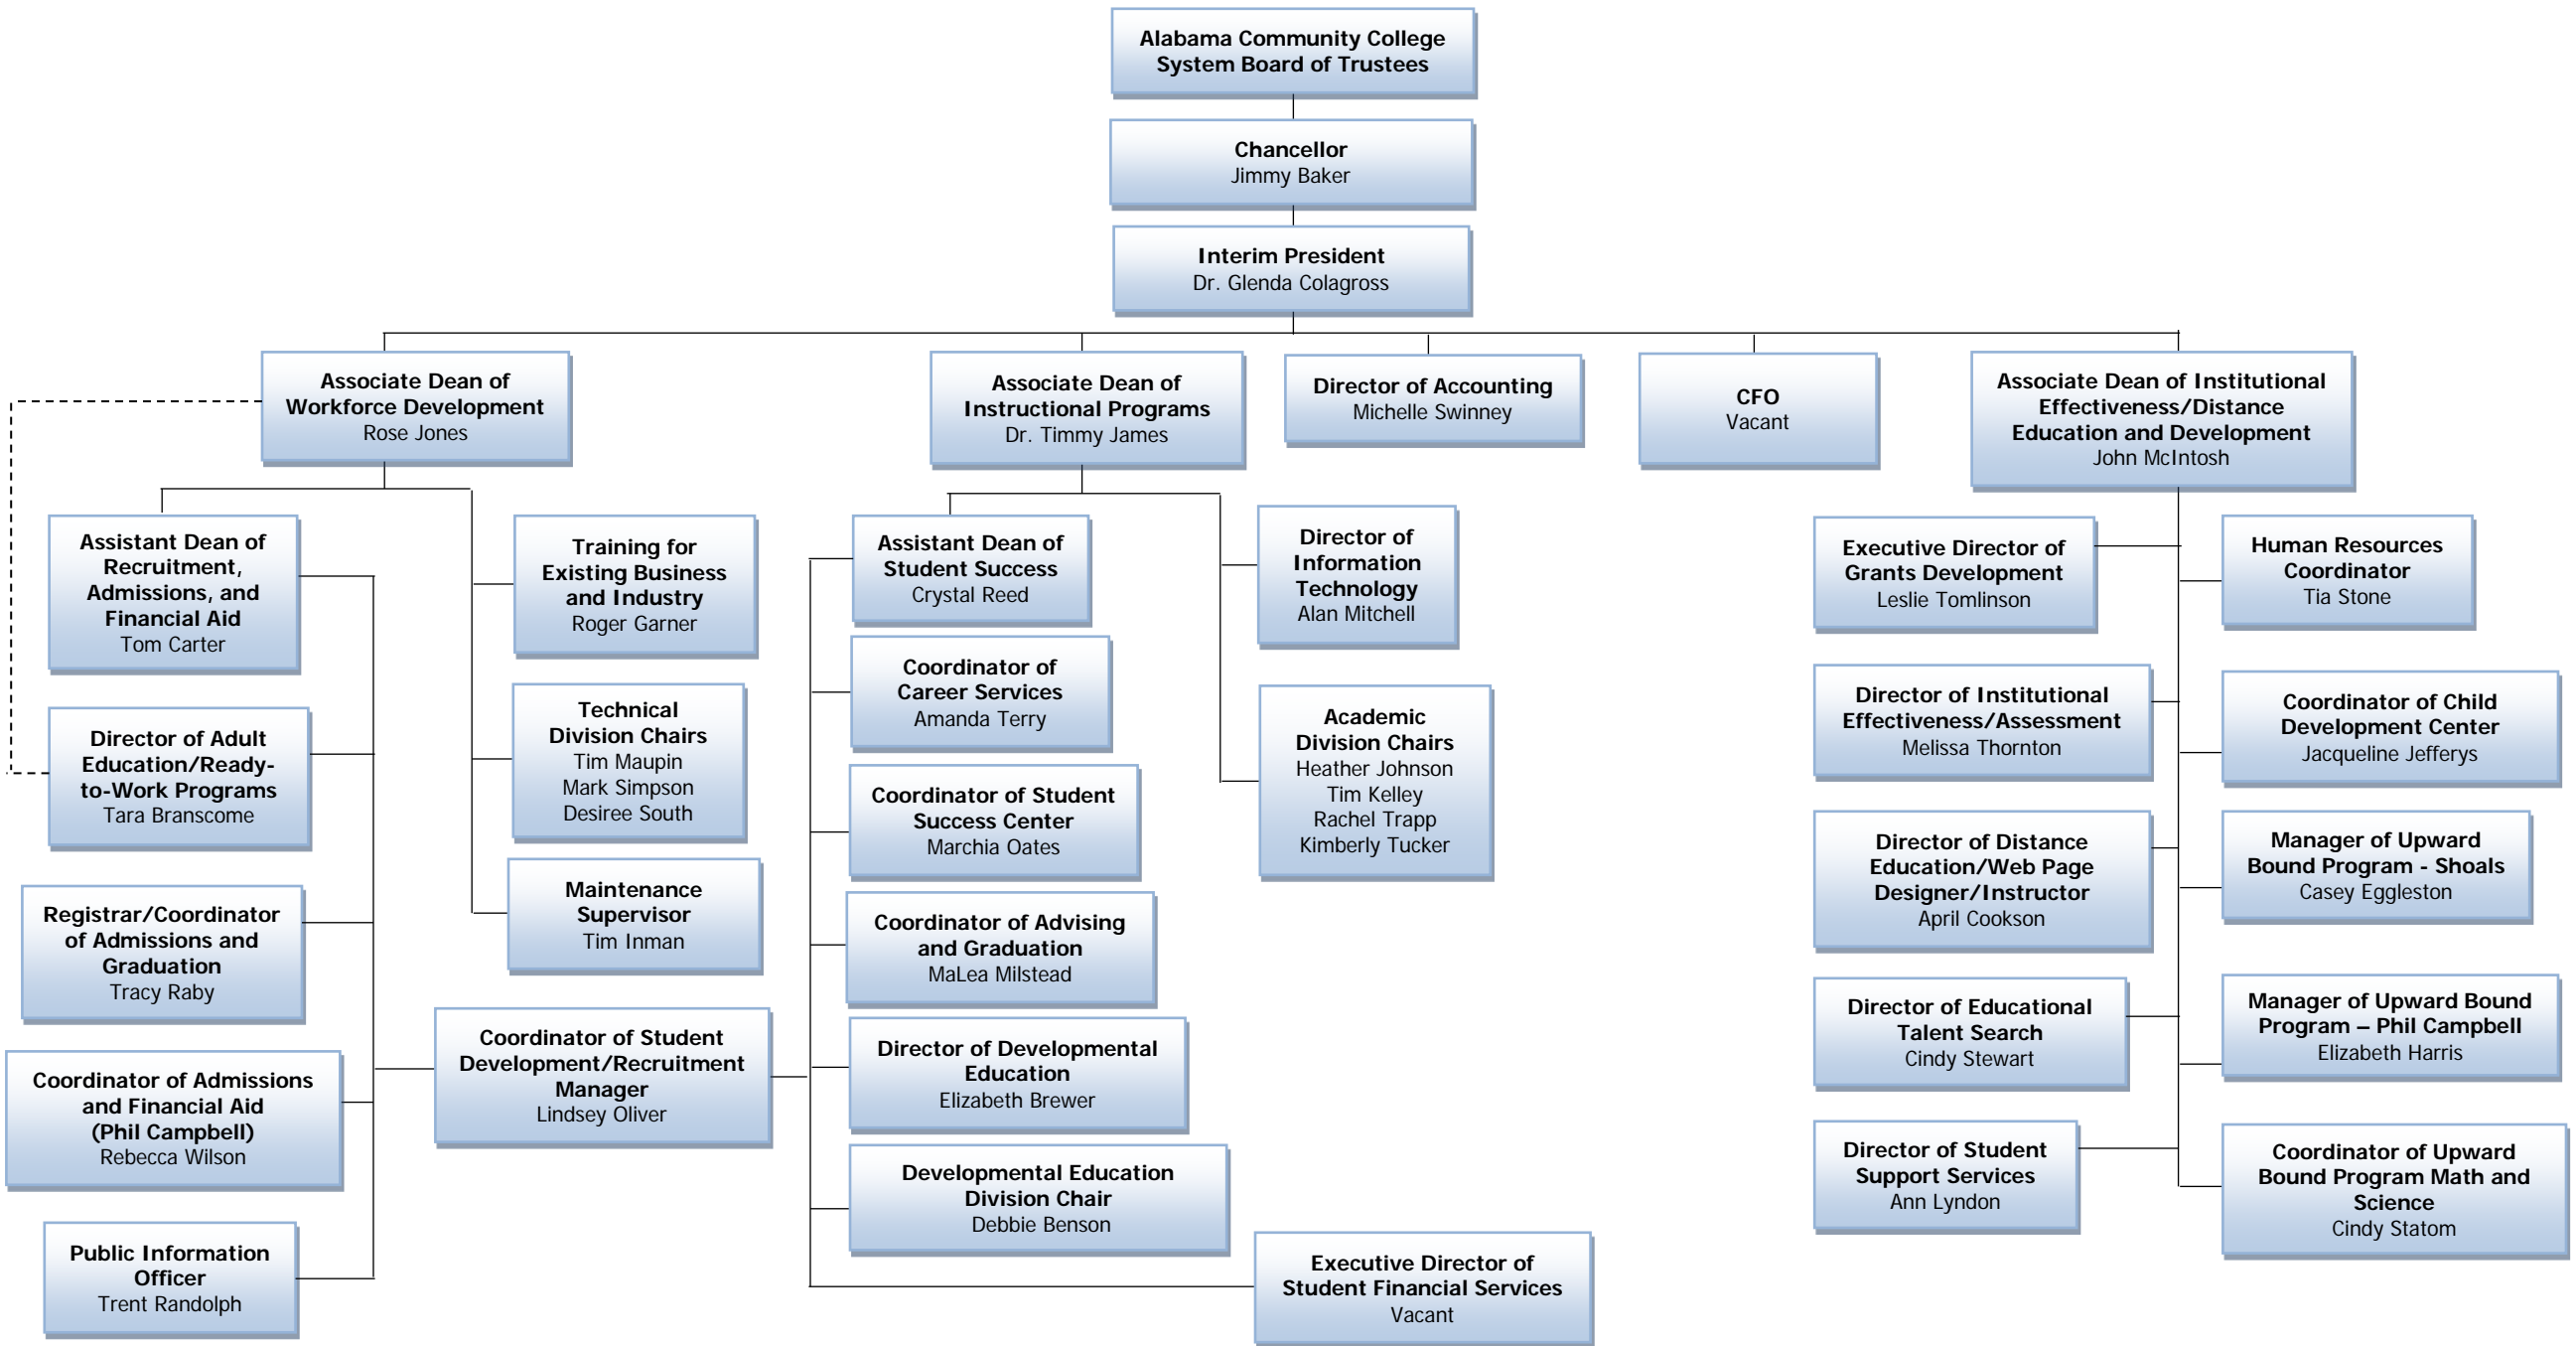 Alabama Community College
System Board of Trustees
Chancellor
Jimmy Baker
Interim President
Dr. Glenda Colagross
Associate Dean of
Workforce Development
Rose Jones
Associate Dean of
Instructional Programs
Dr. Timmy James
Director of Accounting
Michelle Swinney
CFO
Vacant
Associate Dean of Institutional
Effectiveness/Distance
Education and Development
John McIntosh
Assistant Dean of
Recruitment,
Admissions, and
Financial Aid
Tom Carter
Director of Adult
Education/Ready-
to-Work Programs
Tara Branscome
Registrar/Coordinator
of Admissions and
Graduation
Tracy Raby
Coordinator of Admissions
and Financial Aid
(Phil Campbell)
Rebecca Wilson
Public Information
Officer
Trent Randolph
Training for
Existing Business
and Industry
Roger Garner
Technical
Division Chairs
Tim Maupin
Mark Simpson
Desiree South
Maintenance
Supervisor
Tim Inman
Coordinator of Student
Development/Recruitment
Manager
Lindsey Oliver
Assistant Dean of
Student Success
Crystal Reed
Coordinator of
Career Services
Amanda Terry
Coordinator of Student
Success Center
Marchia Oates
Coordinator of Advising
and Graduation
MaLea Milstead
Director of Developmental
Education
Elizabeth Brewer
Developmental Education
Division Chair
Debbie Benson
Executive Director of
Student Financial Services
Vacant
Director of
Information
Technology
Alan Mitchell
Academic
Division Chairs
Heather Johnson
Tim Kelley
Rachel Trapp
Kimberly Tucker
Executive Director of
Grants Development
Leslie Tomlinson
Director of Institutional
Effectiveness/Assessment
Melissa Thornton
Director of Distance
Education/Web Page
Designer/Instructor
April Cookson
Director of Educational
Talent Search
Cindy Stewart
Director of Student
Support Services
Ann Lyndon
Human Resources
Coordinator
Tia Stone
Coordinator of Child
Development Center
Jacqueline Jefferys
Manager of Upward
Bound Program - Shoals
Casey Eggleston
Manager of Upward Bound
Program – Phil Campbell
Elizabeth Harris
Coordinator of Upward
Bound Program Math and
Science
Cindy Statom